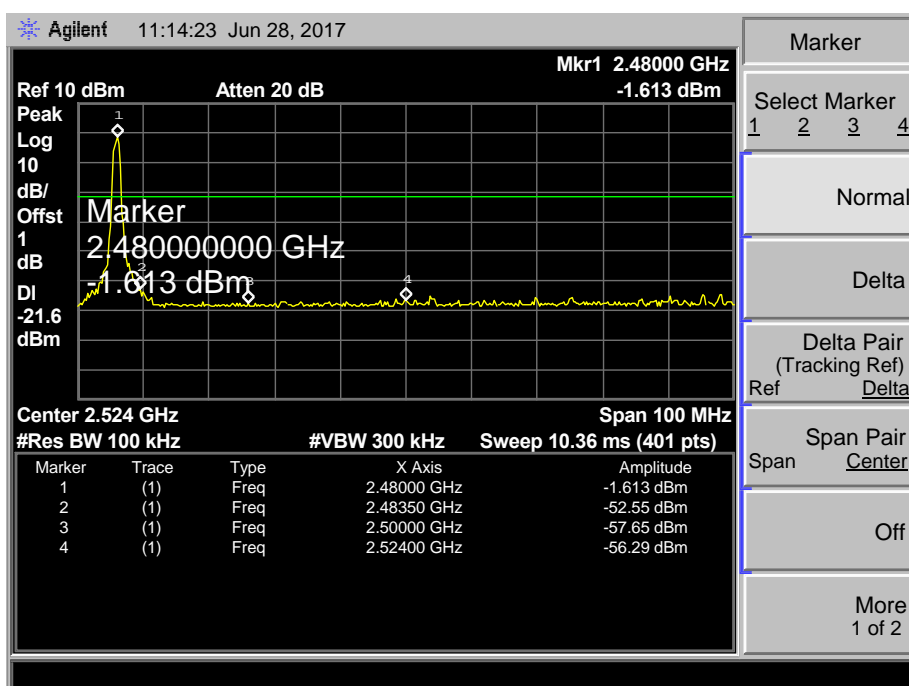 Agilent 11:14:23 Jun 28, 2017
Mkr1 2.48000 GHz
Ref 10 dBm Atten 20 dB -1.613 dBm
Peak
Log
10
dB/
Offst
1
dB
DI
-21.6
dBm
1
Marker
2.480000000 GHz
-1.613 dBm
2
3
4
Center 2.524 GHz Span 100 MHz
#Res BW 100 kHz #VBW 300 kHz Sweep 10.36 ms (401 pts)
Marker Trace Type X Axis Amplitude
1 (1) Freq 2.48000 GHz -1.613 dBm
2 (1) Freq 2.48350 GHz -52.55 dBm
3 (1) Freq 2.50000 GHz -57.65 dBm
4 (1) Freq 2.52400 GHz -56.29 dBm
Marker
Select Marker
1 2 3 4
Normal
Delta
Delta Pair
(Tracking Ref)
Ref Delta
Span Pair
Span Center
Off
More
1 of 2